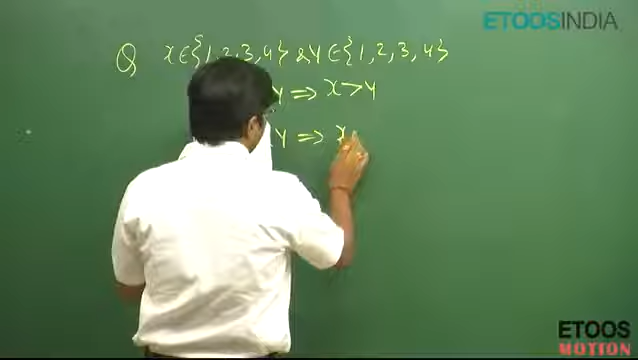 ETOOSINDIA
Q x ∈ {1, 2, 3, 4} & y ∈ {1, 2, 3, 4}
y ⇒ x > y
y ⇒ x
ETOOS
MOTION